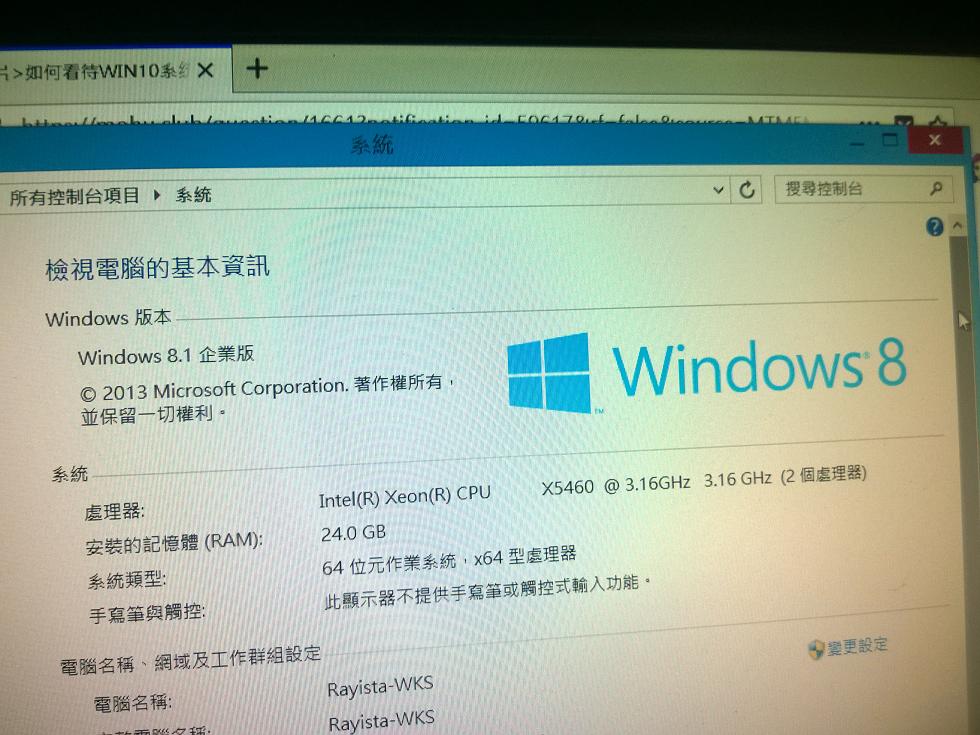 >如何看待WIN10系統
系統
所有控制台項目 系統
搜尋控制台
檢視電腦的基本資訊
Windows 版本
Windows 8.1 企業版
© 2013 Microsoft Corporation. 著作權所有，
並保留一切權利。
Windows® 8
™
系統
處理器: Intel(R) Xeon(R) CPU X5460 @ 3.16GHz 3.16 GHz (2 個處理器)
安裝的記憶體 (RAM): 24.0 GB
系統類型: 64 位元作業系統，x64 型處理器
手寫筆與觸控: 此顯示器不提供手寫筆或觸控式輸入功能。
電腦名稱、網域及工作群組設定
變更設定
電腦名稱: Rayista-WKS
Rayista-WKS